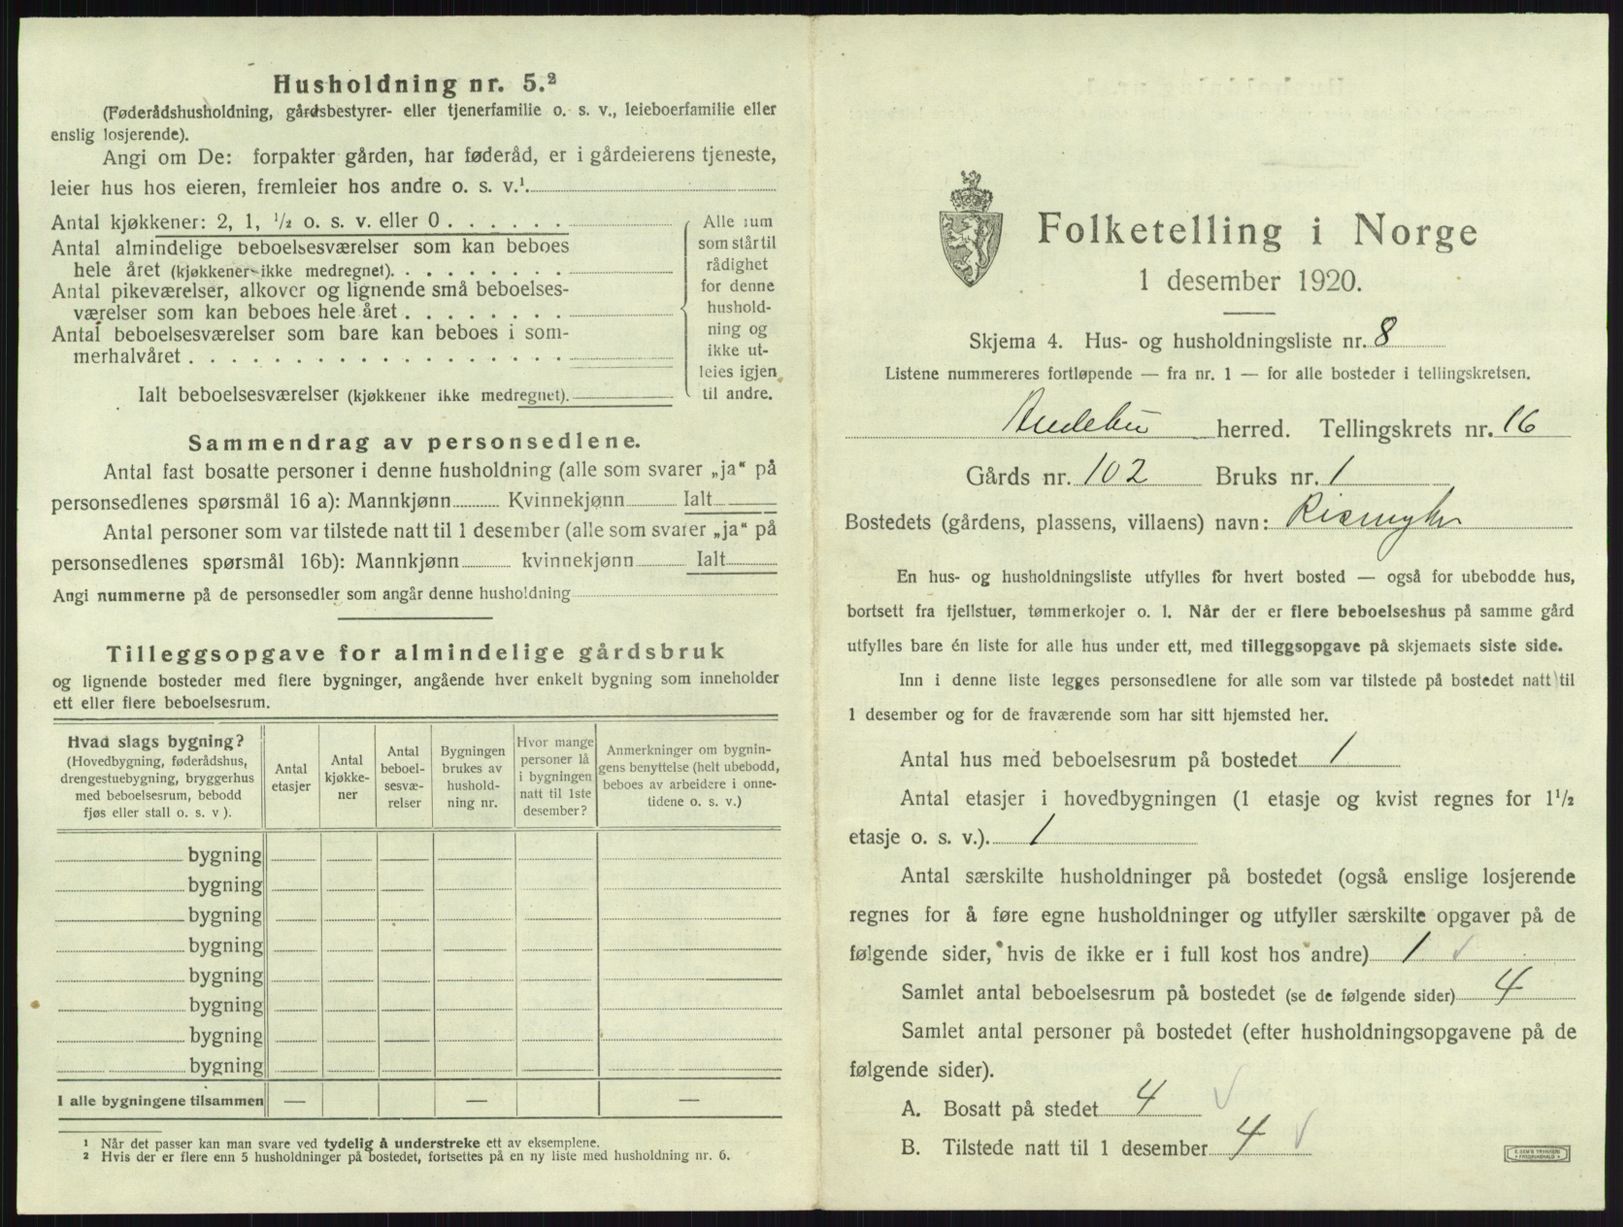 Husholdning nr. 5.²
(Føderådshusholdning, gårdsbestyrer- eller tjenerfamilie o. s. v., leieboerfamilie eller
enslig losjerende).
Angi om De: forpakter gården, har føderåd, er i gårdeierens tjeneste,
leier hus hos eieren, fremleier hos andre o. s. v.¹
Antal kjøkkener: 2, 1, ½ o. s. v. eller 0 . . . . . .
Antal almindelige beboelsesværelser som kan beboes
hele året (kjøkkener ikke medregnet). . . . . . . . .
Antal pikeværelser, alkover og lignende små beboelses-
værelser som kan beboes hele året . . . . . . . .
Antal beboelsesværelser som bare kan beboes i som-
merhalvåret . . . . . . . . . . . . . . . . . .
Ialt beboelsesværelser (kjøkkener ikke medregnet).
Alle rum
som står til
rådighet
for denne
hushold-
ning og
ikke ut-
leies igjen
til andre.
Sammendrag av personsedlene.
Antal fast bosatte personer i denne husholdning (alle som svarer „ja“ på
personsedlenes spørsmål 16 a): Mannkjønn Kvinnekjønn Ialt
Antal personer som var tilstede natt til 1 desember (alle som svarer „ja“ på
personsedlenes spørsmål 16b): Mannkjønn kvinnekjønn Ialt
Angi nummerne på de personsedler som angår denne husholdning
Tilleggsopgave for almindelige gårdsbruk
og lignende bosteder med flere bygninger, angående hver enkelt bygning som inneholder
ett eller flere beboelsesrum.
Hvad slags bygning?
(Hovedbygning, føderådshus,
drengestuebygning, bryggerhus
med beboelsesrum, bebodd
fjøs eller stall o. s. v ).
Antal
etasjer
Antal
kjøkke-
ner
Antal
beboel-
sesvæ-
relser
Bygningen
brukes av
hushold-
ning nr.
Hvor mange
personer lå
i bygningen
natt til 1ste
desember?
Anmerkninger om bygnin-
gens benyttelse (helt ubebodd,
beboes av arbeidere i onne-
tidene o. s. v.)
bygning
bygning
bygning
bygning
bygning
bygning
bygning
bygning
I alle bygningene tilsammen — — —
¹ Når det passer kan man svare ved tydelig å understreke ett av eksemplene.
² Hvis der er flere enn 5 husholdninger på bostedet, fortsettes på en ny liste med husholdning nr. 6.
Folketelling i Norge
1 desember 1920.
Skjema 4. Hus- og husholdningsliste nr. 8
Listene nummereres fortløpende — fra nr. 1 — for alle bosteder i tellingskretsen.
Andebu herred. Tellingskrets nr. 16
Gårds nr. 102 Bruks nr. 1
Bostedets (gårdens, plassens, villaens) navn: Rismyhr
En hus- og husholdningsliste utfylles for hvert bosted — også for ubebodde hus,
bortsett fra fjellstuer, tømmerkojer o. l. Når der er flere beboelseshus på samme gård
utfylles bare én liste for alle hus under ett, med tilleggsopgave på skjemaets siste side.
Inn i denne liste legges personsedlene for alle som var tilstede på bostedet natt til
1 desember og for de fraværende som har sitt hjemsted her.
Antal hus med beboelsesrum på bostedet 1
Antal etasjer i hovedbygningen (1 etasje og kvist regnes for 1½
etasje o. s. v.). 1
Antal særskilte husholdninger på bostedet (også enslige losjerende
regnes for å føre egne husholdninger og utfyller særskilte opgaver på de
følgende sider, hvis de ikke er i full kost hos andre) 1 ✓
Samlet antal beboelsesrum på bostedet (se de følgende sider) 4
Samlet antal personer på bostedet (efter husholdningsopgavene på de
følgende sider).
A. Bosatt på stedet 4 ✓
B. Tilstede natt til 1 desember 4 ✓